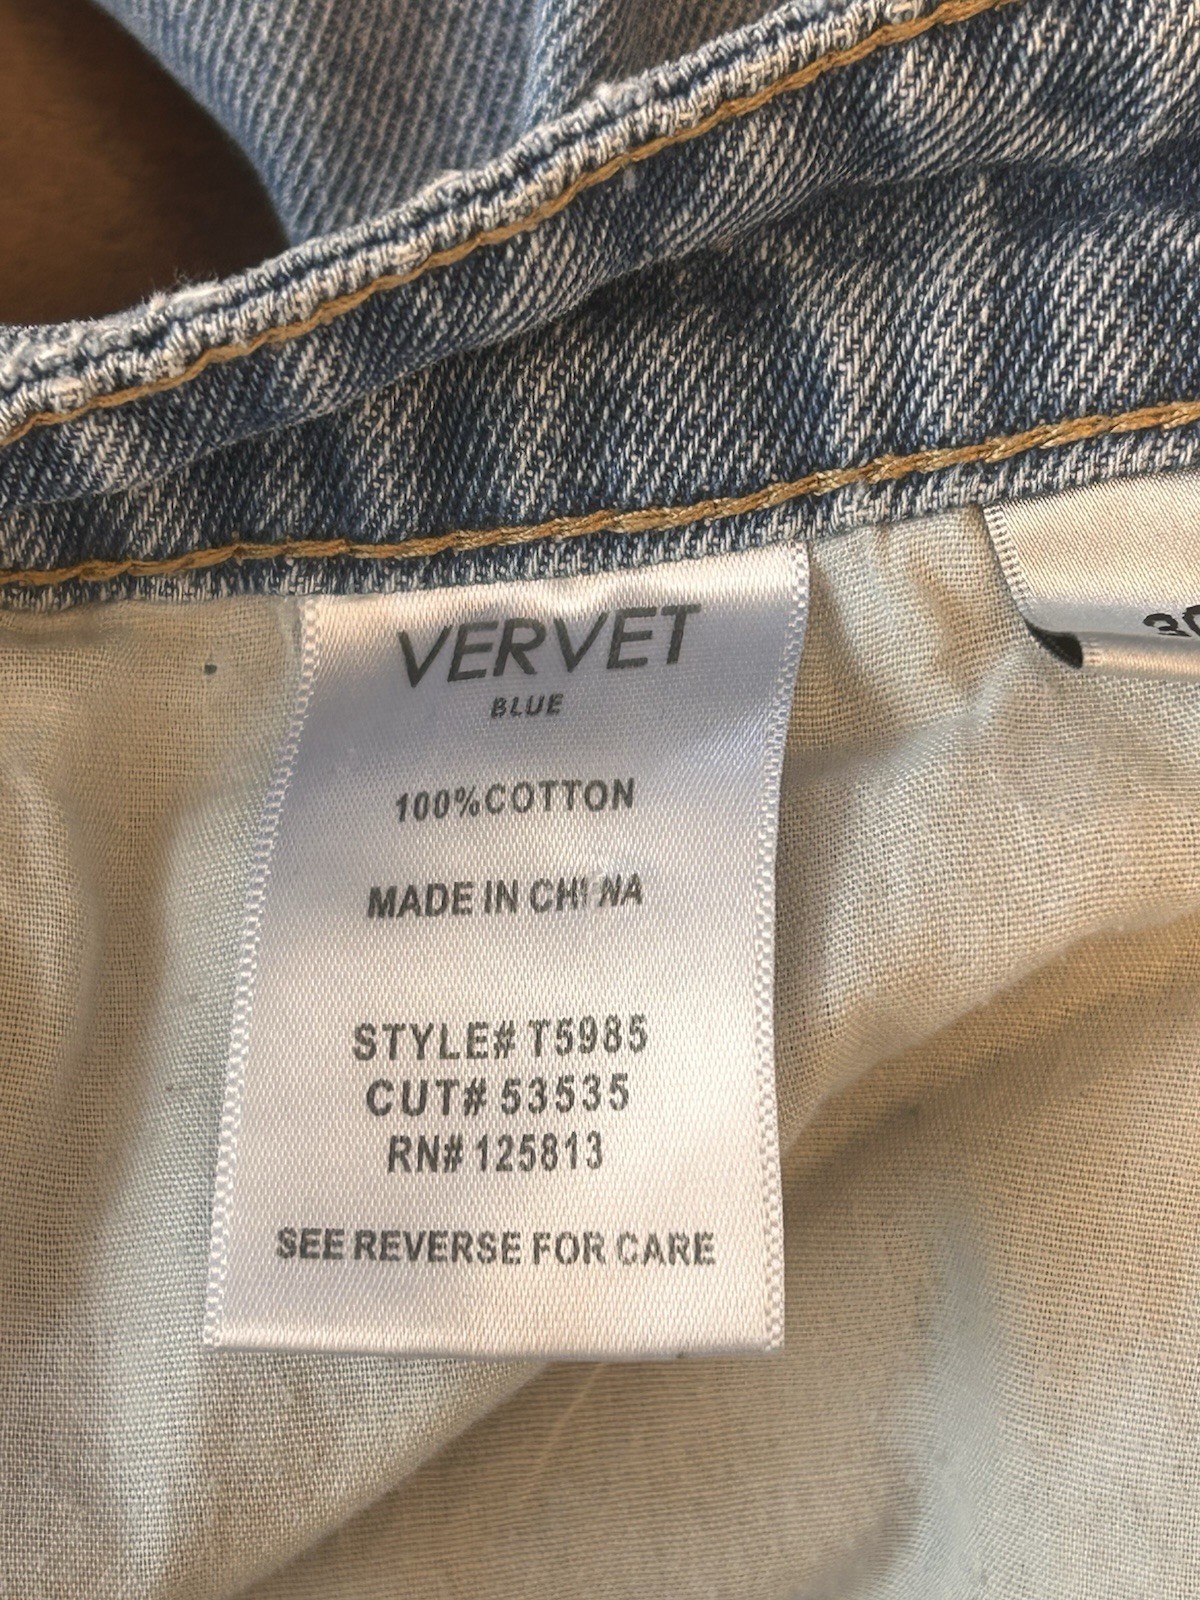 VERVET
BLUE
100%COTTON
MADE IN CHINA
STYLE# T5985
CUT# 53535
RN# 125813
SEE REVERSE FOR CARE